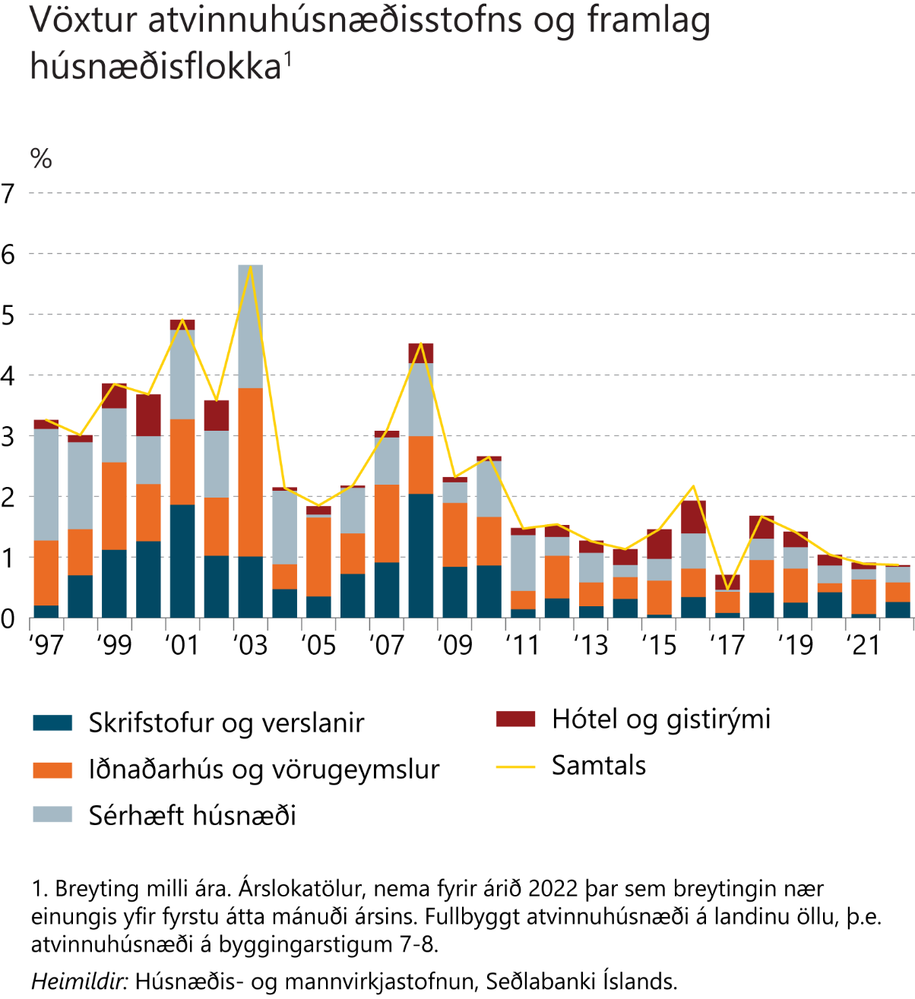 Vöxtur atvinnuhúsnæðisstofns og framlag
húsnæðisflokka¹
%
7
6
5
4
3
2
1
0
‘97 ‘99 ‘01 ‘03 ‘05 ‘07 ‘09 ‘11 ‘13 ‘15 ‘17 ‘19 ‘21
Skrifstofur og verslanir
Iðnaðarhús og vörugeymslur
Sérhæft húsnæði
Hótel og gistirými
Samtals
1. Breyting milli ára. Árslokatölur, nema fyrir árið 2022 þar sem breytingin nær
einungis yfir fyrstu átta mánuði ársins. Fullbyggt atvinnuhúsnæði á landinu öllu, þ.e.
atvinnuhúsnæði á byggingarstigum 7-8.
Heimildir: Húsnæðis- og mannvirkjastofnun, Seðlabanki Íslands.